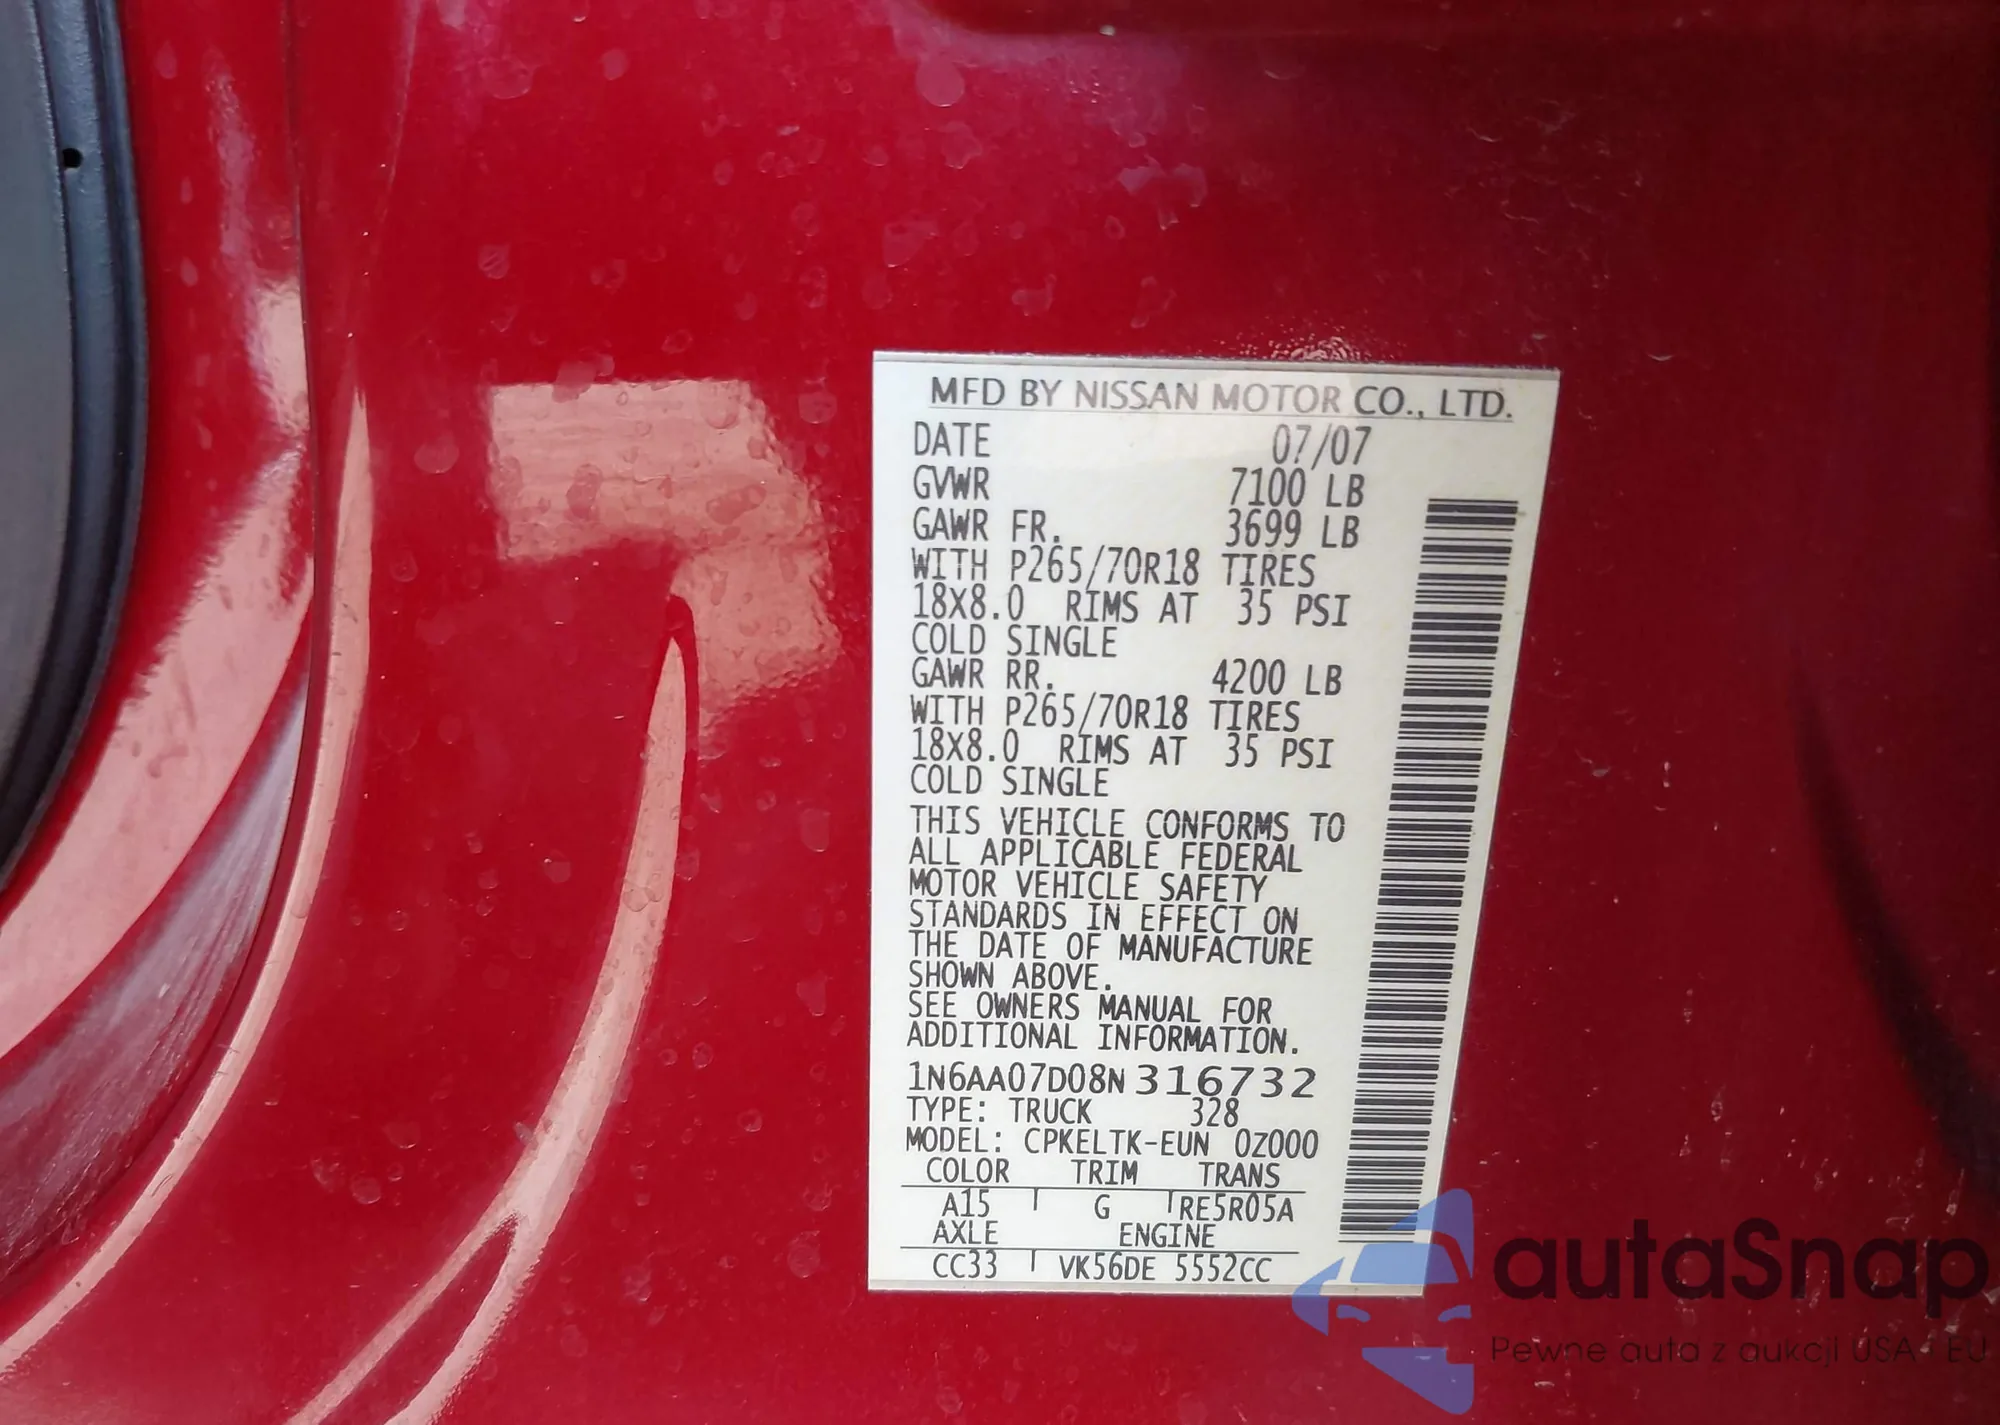 MFD BY NISSAN MOTOR CO., LTD.
DATE 07/07
GVWR 7100 LB
GAWR FR. 3699 LB
WITH P265/70R18 TIRES
18X8.0 RIMS AT 35 PSI
COLD SINGLE
GAWR RR. 4200 LB
WITH P265/70R18 TIRES
18X8.0 RIMS AT 35 PSI
COLD SINGLE
THIS VEHICLE CONFORMS TO
ALL APPLICABLE FEDERAL
MOTOR VEHICLE SAFETY
STANDARDS IN EFFECT ON
THE DATE OF MANUFACTURE
SHOWN ABOVE.
SEE OWNERS MANUAL FOR
ADDITIONAL INFORMATION.
1N6AA07D08N316732
TYPE: TRUCK 328
MODEL: CPKELTK-EUN 0Z000
COLOR TRIM TRANS
A15 G RE5R05A
AXLE ENGINE
CC33 VK56DE 5552CC
autaSnap
Pewne auta z aukcji USA i EU